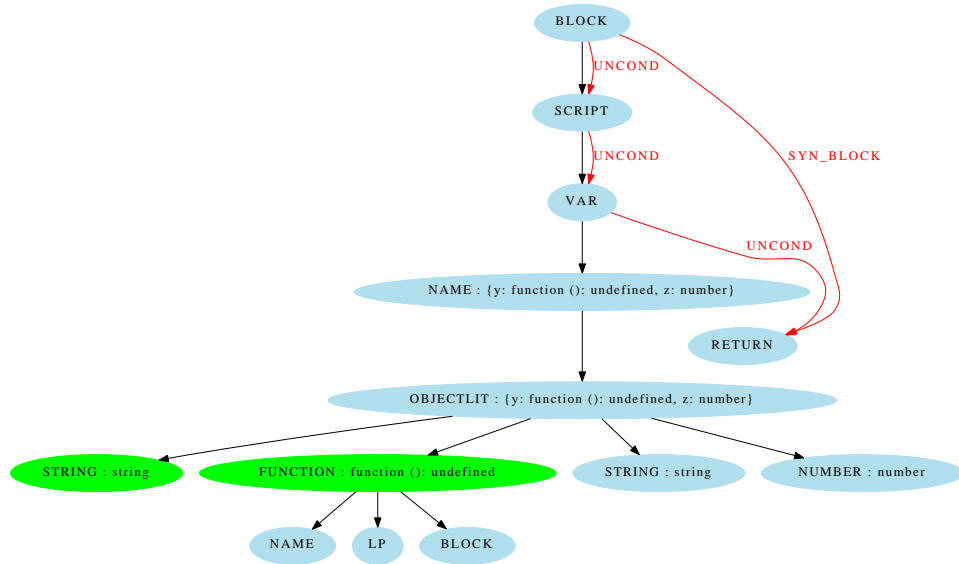 BLOCK
UNCOND
SCRIPT
UNCOND
SYN_BLOCK
VAR
UNCOND
NAME : {y: function (): undefined, z: number}
RETURN
OBJECTLIT : {y: function (): undefined, z: number}
STRING : string
FUNCTION : function (): undefined
STRING : string
NUMBER : number
NAME
LP
BLOCK